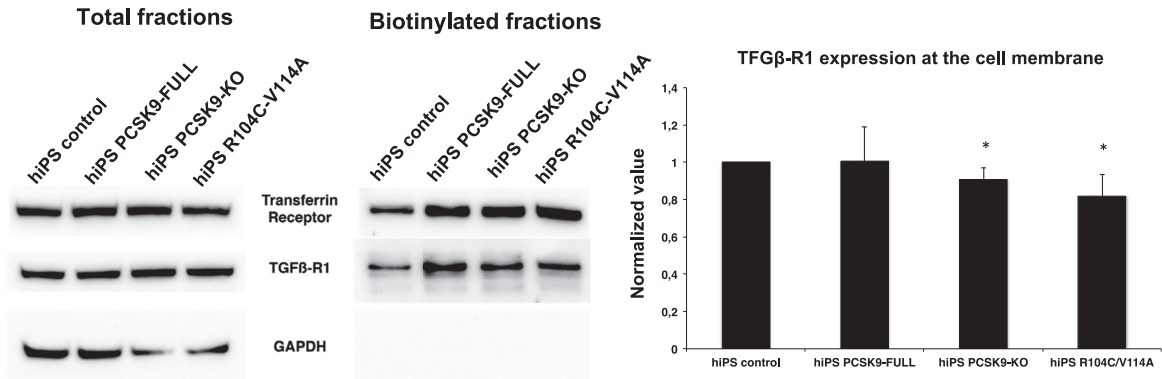 Total fractions
hiPS control
hiPS PCSK9-FULL
hiPS PCSK9-KO
hiPS R104C-V114A
Biotinylated fractions
hiPS control
hiPS PCSK9-FULL
hiPS PCSK9-KO
hiPS R104C-V114A
Transferrin
Receptor
TGFß-R1
GAPDH
TFGβ-R1 expression at the cell membrane
Normalized value
1,4
1,2
1
0,8
0,6
0,4
0,2
0
*
*
hiPS control
hiPS PCSK9-FULL
hiPS PCSK9-KO
hiPS R104C/V114A